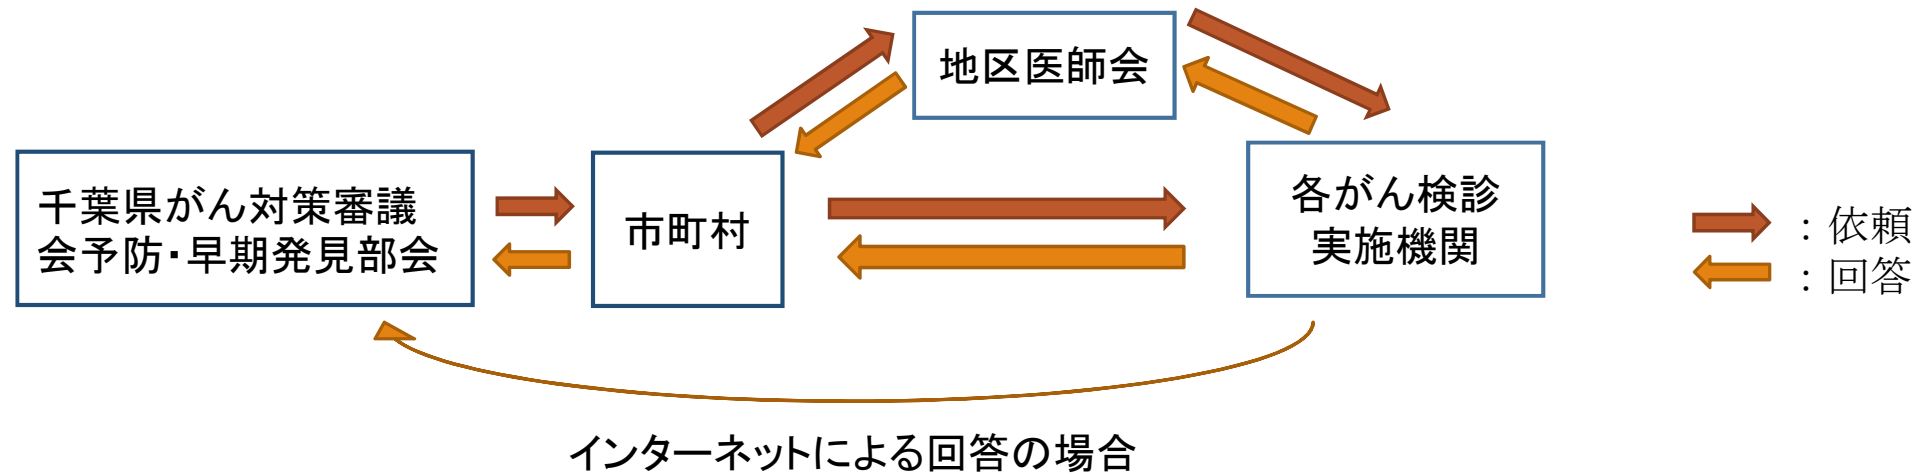 地区医師会
千葉県がん対策審議
会予防・早期発見部会
市町村
各がん検診
実施機関
：依頼
：回答
インターネットによる回答の場合